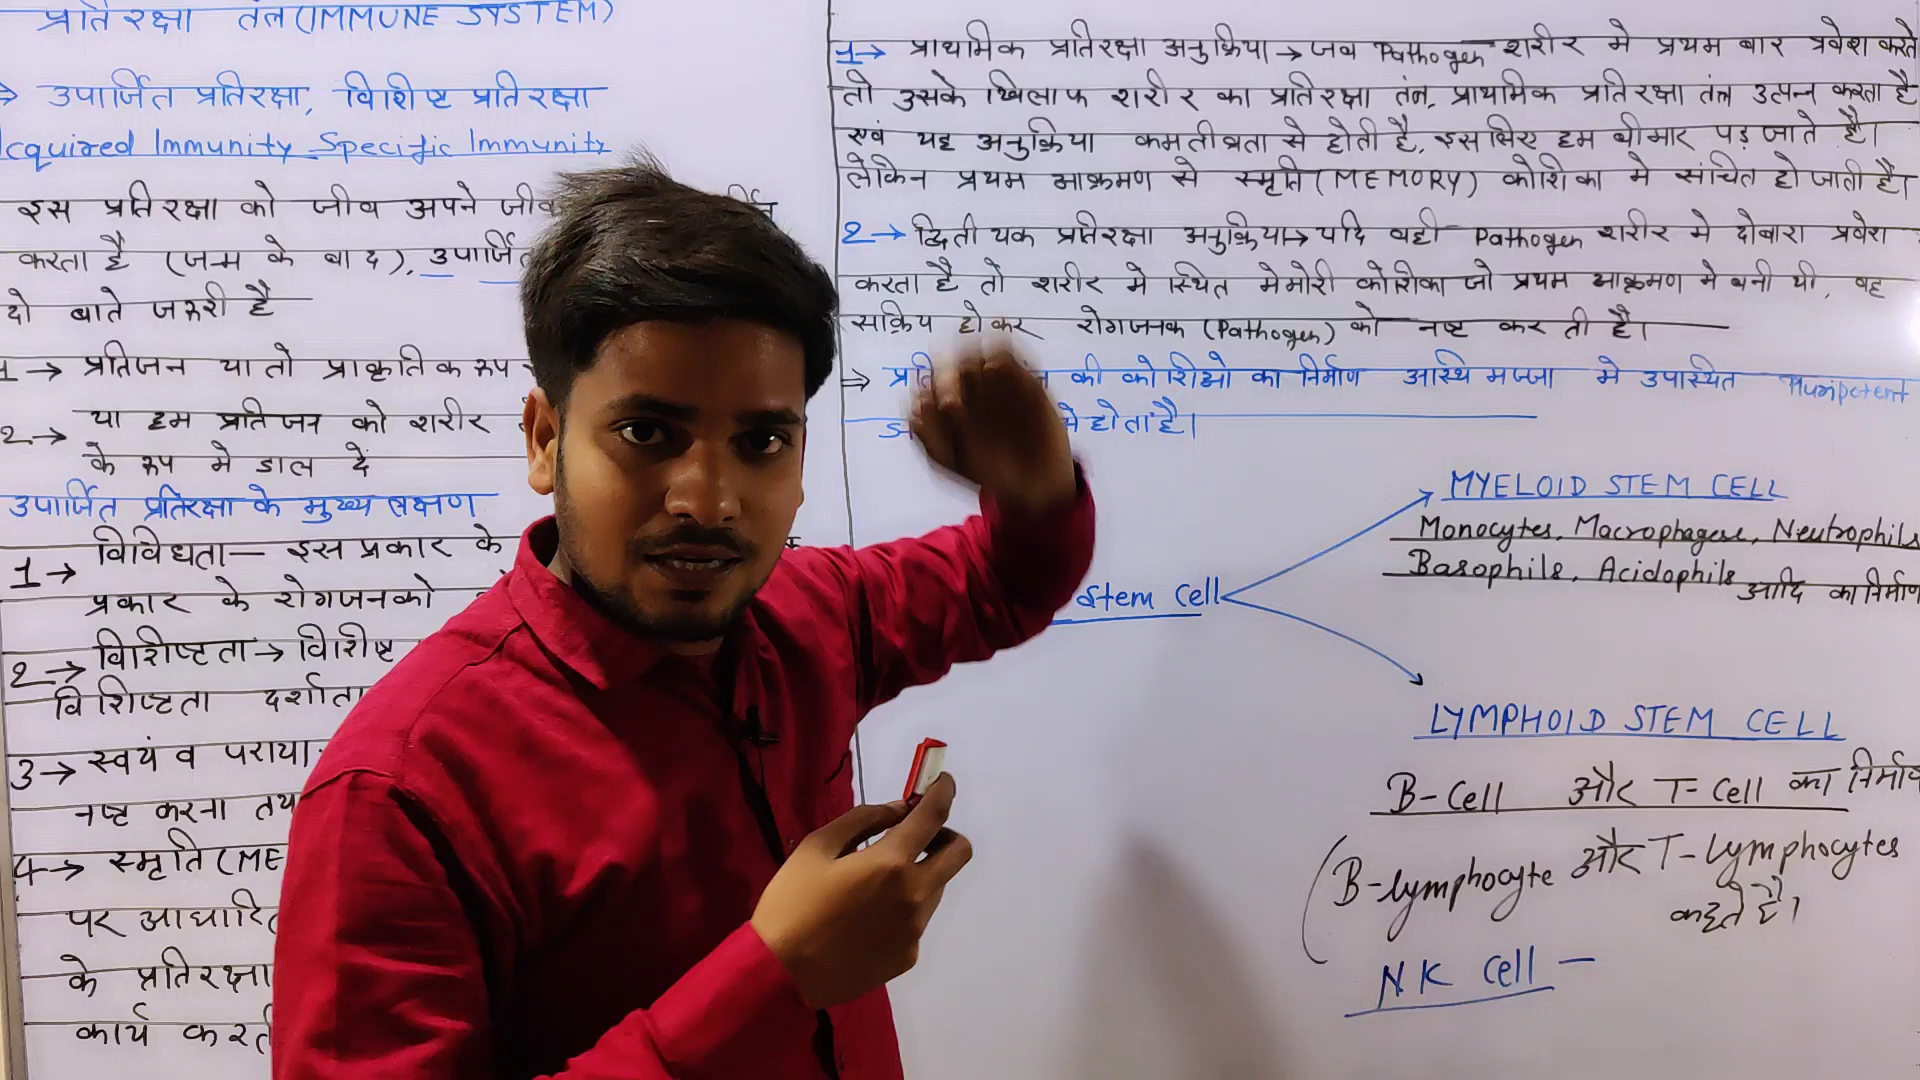 प्रतिरक्षा तंत्र (IMMUNE SYSTEM)
⇒ उपार्जित प्रतिरक्षा, विशिष्ट प्रतिरक्षा
cquired Immunity Specific Immunity
इस प्रतिरक्षा को जीव अपने
करता है (जन्म के बाद),
दो बाते जरुरी है
1→ प्रतिजन या तो प्राकृतिक रूप
2→ या हम प्रतिजन को शरीर
के रूप मे डाल दें
उपार्जित प्रतिरक्षा के मुख्य लक्षण
1→ विविधता— इस प्रकार के
प्रकार के रोगजनको
2→ विशिष्टता → विशिष्ट
विशिष्टता दर्शाता
3→ स्वयं व पराया
नष्ट करना तथ
4→ स्मृति (ME
पर आधारित
के प्रतिरक्षा
कार्य करती
1→ प्राथमिक प्रतिरक्षा अनुक्रिया → जब Pathogen शरीर मे प्रथम बार प्रवेश करते
तो उसके खिलाफ शरीर का प्रतिरक्षा तंत्र, प्राथमिक प्रतिरक्षा तंत्र उत्पन्न करता है
एवं यह अनुक्रिया कम तीव्रता से होती है, इसलिए हम बीमार पड़ जाते है।
लेकिन प्रथम आक्रमण से स्मृति (MEMORY) कोशिका मे संचित हो जाती है।
2→ द्वितीयक प्रतिरक्षा अनुक्रिया→ यदि वही Pathogen शरीर मे दोबारा प्रवेश
करता है तो शरीर मे स्थित मेमोरी कोशिका जो प्रथम आक्रमण मे बनी थी, वह
सक्रिय होकर रोगजनक (Pathogen) को नष्ट करती है।
⇒ की कोशिओ का निर्माण अस्थि मज्जा मे उपस्थित Pluripotent
से होता है।
Stem Cell
MYELOID STEM CELL
Monocytes, Macrophagese, Neutrophils
Basophils, Acidophils आदि का निर्माण
LYMPHOID STEM CELL
B-Cell और T-Cell का निर्माण
(B-lymphocyte और T-lymphocytes
कहते है।
NK Cell —